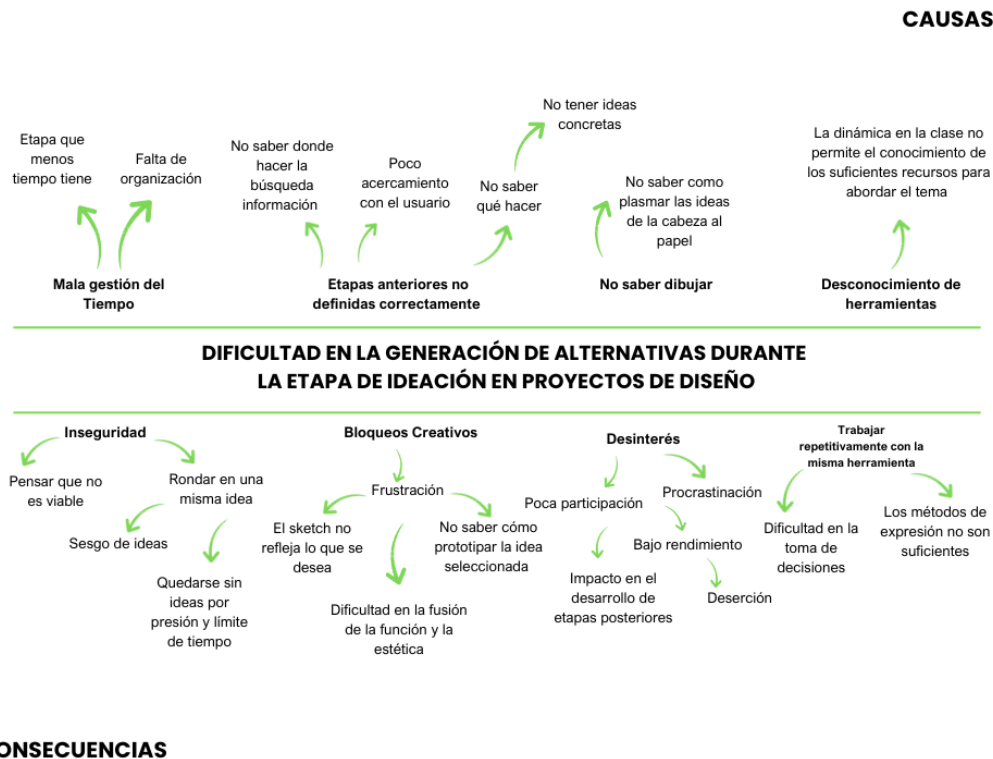 CAUSAS
No tener ideas
concretas
Etapa que
menos
tiempo tiene
Falta de
organización
No saber donde
hacer la
búsqueda
información
Poco
acercamiento
con el usuario
No saber
qué hacer
No saber como
plasmar las ideas
de la cabeza al
papel
La dinámica en la clase no
permite el conocimiento de
los suficientes recursos para
abordar el tema
Mala gestión del
Tiempo
Etapas anteriores no
definidas correctamente
No saber dibujar
Desconocimiento de
herramientas
DIFICULTAD EN LA GENERACIÓN DE ALTERNATIVAS DURANTE
LA ETAPA DE IDEACIÓN EN PROYECTOS DE DISEÑO
Inseguridad
Pensar que no
es viable
Rondar en una
misma idea
Sesgo de ideas
Quedarse sin
ideas por
presión y límite
de tiempo
Bloqueos Creativos
Frustración
El sketch no
refleja lo que se
desea
No saber cómo
prototipar la idea
seleccionada
Dificultad en la fusión
de la función y la
estética
Desinterés
Poca participación
Procrastinación
Bajo rendimiento
Impacto en el
desarrollo de
etapas posteriores
Deserción
Trabajar
repetitivamente con la
misma herramienta
Dificultad en la
toma de
decisiones
Los métodos de
expresión no son
suficientes
ONSECUENCIAS